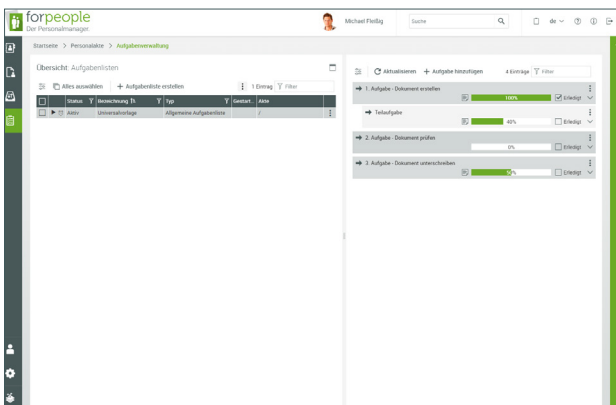 forpeople
Der Personalmanager.
Michael Fleißig
Suche
de
Startseite > Personalakte > Aufgabenverwaltung
Übersicht: Aufgabenlisten
Alles auswählen + Aufgabenliste erstellen 1 Eintrag Filter
Status Bezeichnung Typ Gestart... Akte
Aktiv Universalvorlage Allgemeine Aufgabenliste /
Aktualisieren + Aufgabe hinzufügen 4 Einträge Filter
1. Aufgabe - Dokument erstellen
100% Erledigt
Teilaufgabe
40% Erledigt
2. Aufgabe - Dokument prüfen
0% Erledigt
3. Aufgabe - Dokument unterschreiben
Erledigt